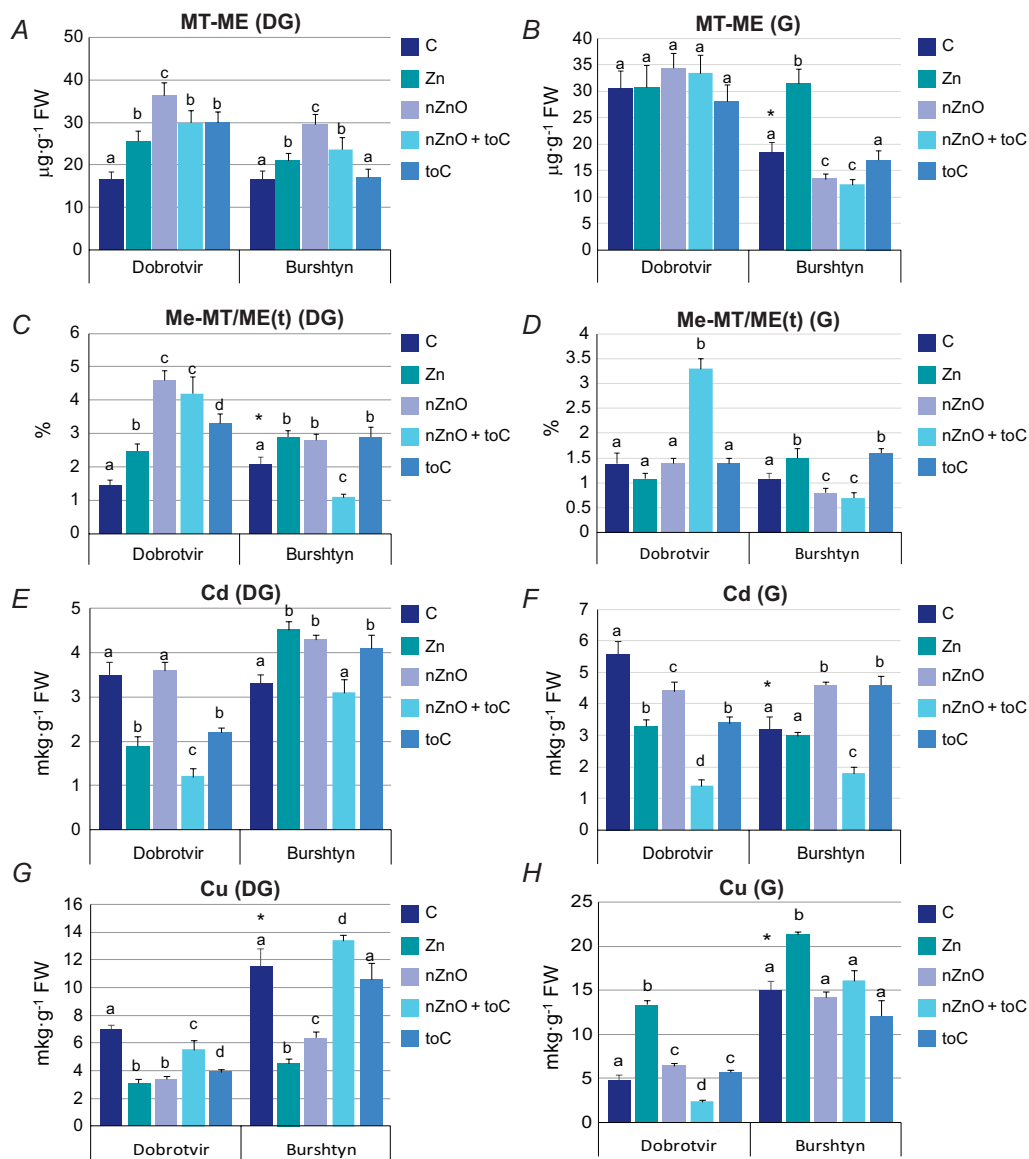 A
MT-ME (DG)
µg·g⁻¹ FW
50
40
30
20
10
0
a b c b b
a b c b a
Dobrotvir Burshtyn
C
Zn
nZnO
nZnO + toC
toC
B
MT-ME (G)
µg·g⁻¹ FW
40
35
30
25
20
15
10
5
0
a a a a a
*
a b c c a
Dobrotvir Burshtyn
C
Zn
nZnO
nZnO + toC
toC
C
Me-MT/ME(t) (DG)
%
6
5
4
3
2
1
0
a b c c d
*
a b b c b
Dobrotvir Burshtyn
C
Zn
nZnO
nZnO + toC
toC
D
Me-MT/ME(t) (G)
%
4
3.5
3
2.5
2
1.5
1
0.5
0
a a a b a
a b c c b
Dobrotvir Burshtyn
C
Zn
nZnO
nZnO + toC
toC
E
Cd (DG)
mkg·g⁻¹ FW
5
4
3
2
1
0
a b a c b
a b b a b
Dobrotvir Burshtyn
C
Zn
nZnO
nZnO + toC
toC
F
Cd (G)
mkg·g⁻¹ FW
7
6
5
4
3
2
1
0
a b c d b
*
a a b c b
Dobrotvir Burshtyn
C
Zn
nZnO
nZnO + toC
toC
G
Cu (DG)
mkg·g⁻¹ FW
16
14
12
10
8
6
4
2
0
a b b c d
*
a b c d a
Dobrotvir Burshtyn
C
Zn
nZnO
nZnO + toC
toC
H
Cu (G)
mkg·g⁻¹ FW
25
20
15
10
5
0
a b c d c
*
a b a a a
Dobrotvir Burshtyn
C
Zn
nZnO
nZnO + toC
toC